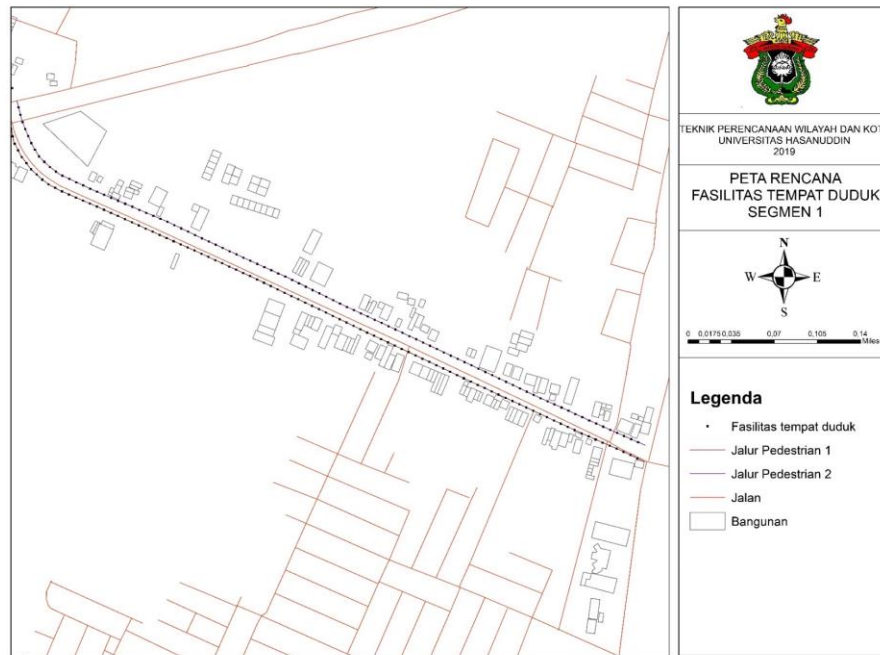 TEKNIK PERENCANAAN WILAYAH DAN KOT
UNIVERSITAS HASANUDDIN
2019
PETA RENCANA
FASILITAS TEMPAT DUDUK
SEGMEN 1
N
W E
S
0 0,0175 0,035 0,07 0,105 0,14
Miles
Legenda
Fasilitas tempat duduk
Jalur Pedestrian 1
Jalur Pedestrian 2
Jalan
Bangunan